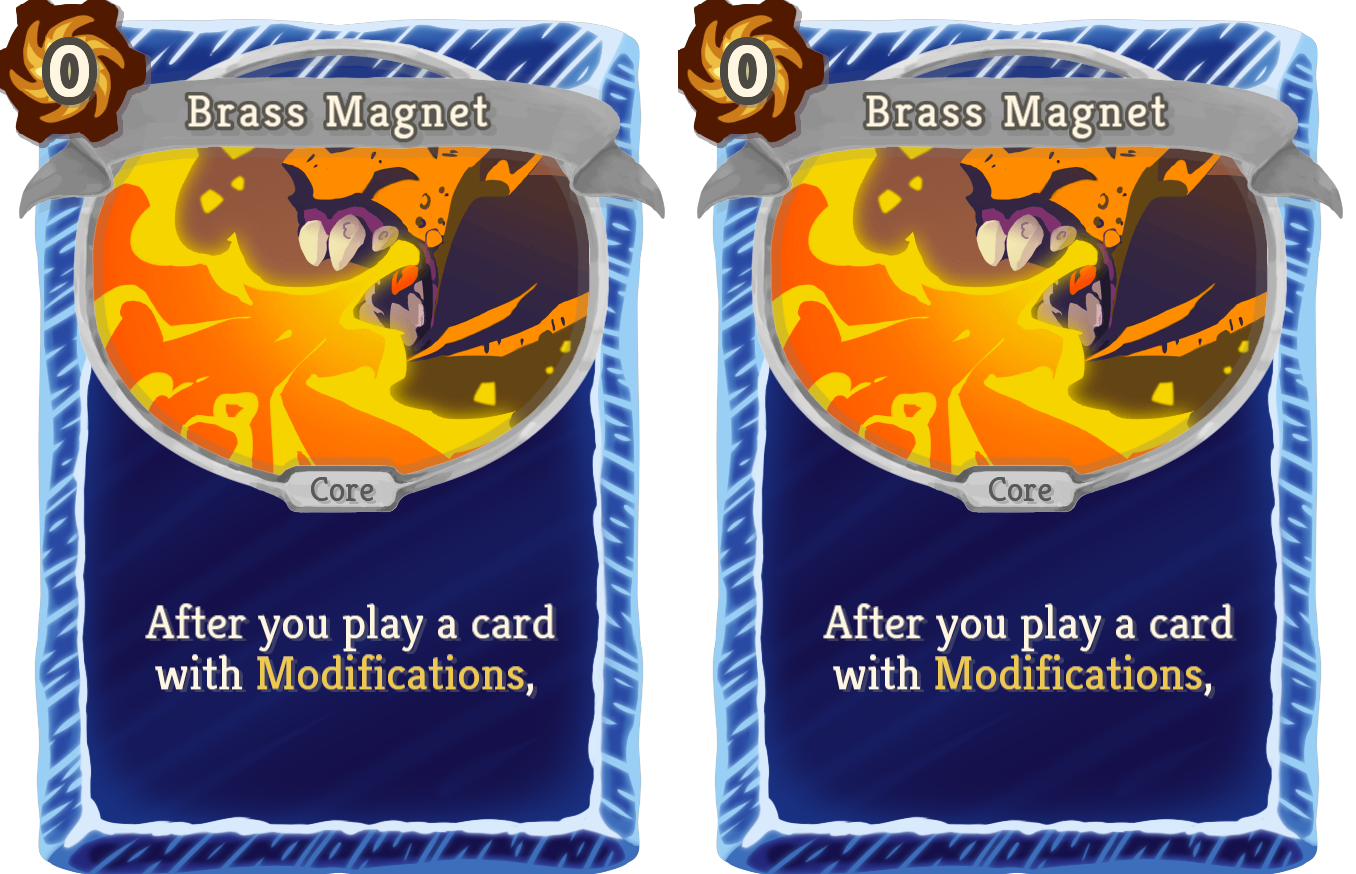 0
Brass Magnet
Core
After you play a card
with Modifications,
0
Brass Magnet
Core
After you play a card
with Modifications,